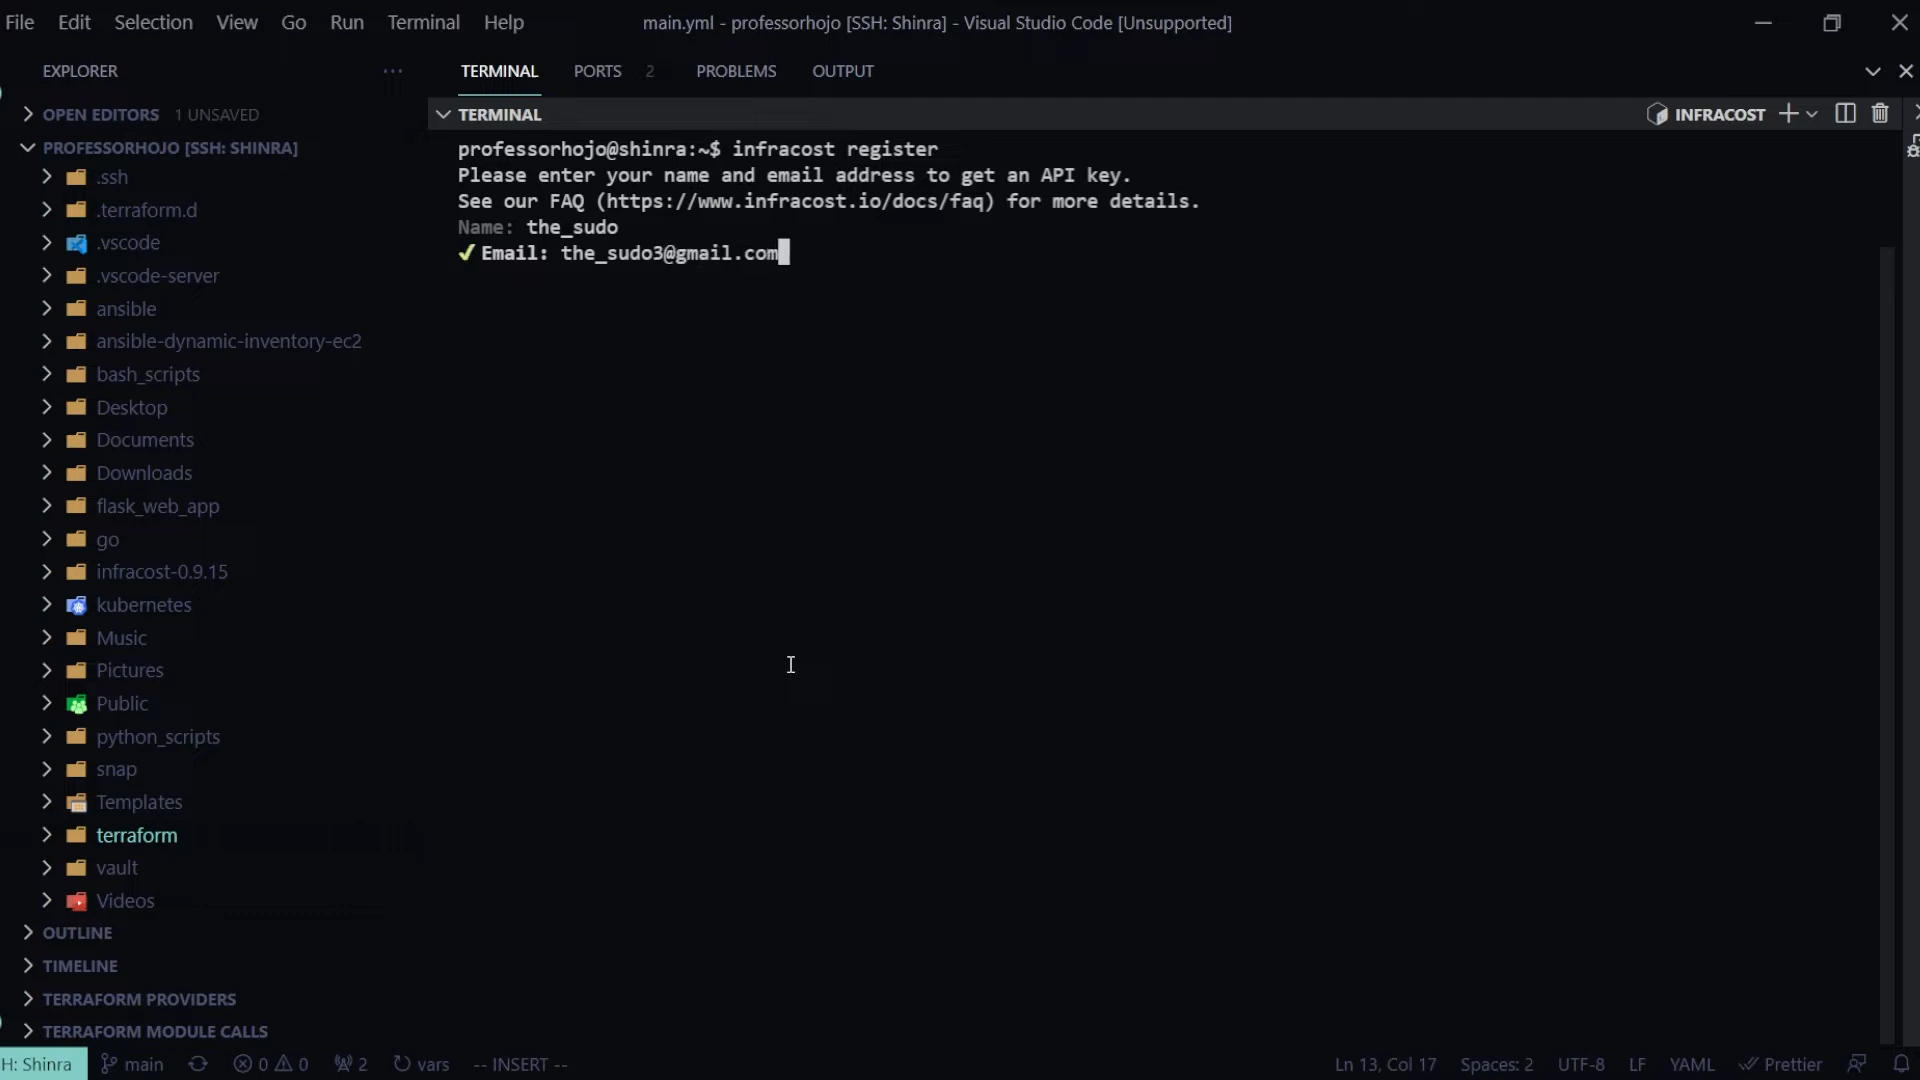 File Edit Selection View Go Run Terminal Help main.yml - professorhojo [SSH: Shinra] - Visual Studio Code [Unsupported]
EXPLORER
OPEN EDITORS 1 UNSAVED
PROFESSORHOJO [SSH: SHINRA]
.ssh
.terraform.d
.vscode
.vscode-server
ansible
ansible-dynamic-inventory-ec2
bash_scripts
Desktop
Documents
Downloads
flask_web_app
go
infracost-0.9.15
kubernetes
Music
Pictures
Public
python_scripts
snap
Templates
terraform
vault
Videos
OUTLINE
TIMELINE
TERRAFORM PROVIDERS
TERRAFORM MODULE CALLS
TERMINAL PORTS 2 PROBLEMS OUTPUT
TERMINAL INFRACOST
professorhojo@shinra:~$ infracost register
Please enter your name and email address to get an API key.
See our FAQ (https://www.infracost.io/docs/faq) for more details.
Name: the_sudo
✔ Email: the_sudo3@gmail.com
H: Shinra main 0 0 2 vars -- INSERT -- Ln 13, Col 17 Spaces: 2 UTF-8 LF YAML Prettier